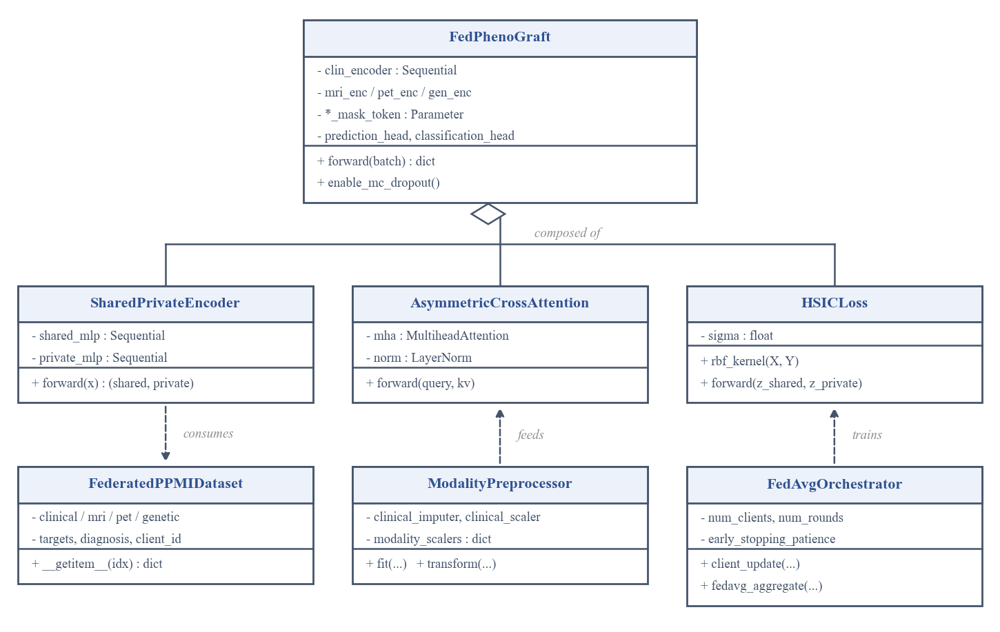 FedPhenoGraft
- clin_encoder : Sequential
- mri_enc / pet_enc / gen_enc
- *_mask_token : Parameter
- prediction_head, classification_head
+ forward(batch) : dict
+ enable_mc_dropout()
composed of
SharedPrivateEncoder
- shared_mlp : Sequential
- private_mlp : Sequential
+ forward(x) : (shared, private)
AsymmetricCrossAttention
- mha : MultiheadAttention
- norm : LayerNorm
+ forward(query, kv)
HSICLoss
- sigma : float
+ rbf_kernel(X, Y)
+ forward(z_shared, z_private)
consumes
feeds
trains
FederatedPPMIDataset
- clinical / mri / pet / genetic
- targets, diagnosis, client_id
+ __getitem__(idx) : dict
ModalityPreprocessor
- clinical_imputer, clinical_scaler
- modality_scalers : dict
+ fit(...)   + transform(...)
FedAvgOrchestrator
- num_clients, num_rounds
- early_stopping_patience
+ client_update(...)
+ fedavg_aggregate(...)